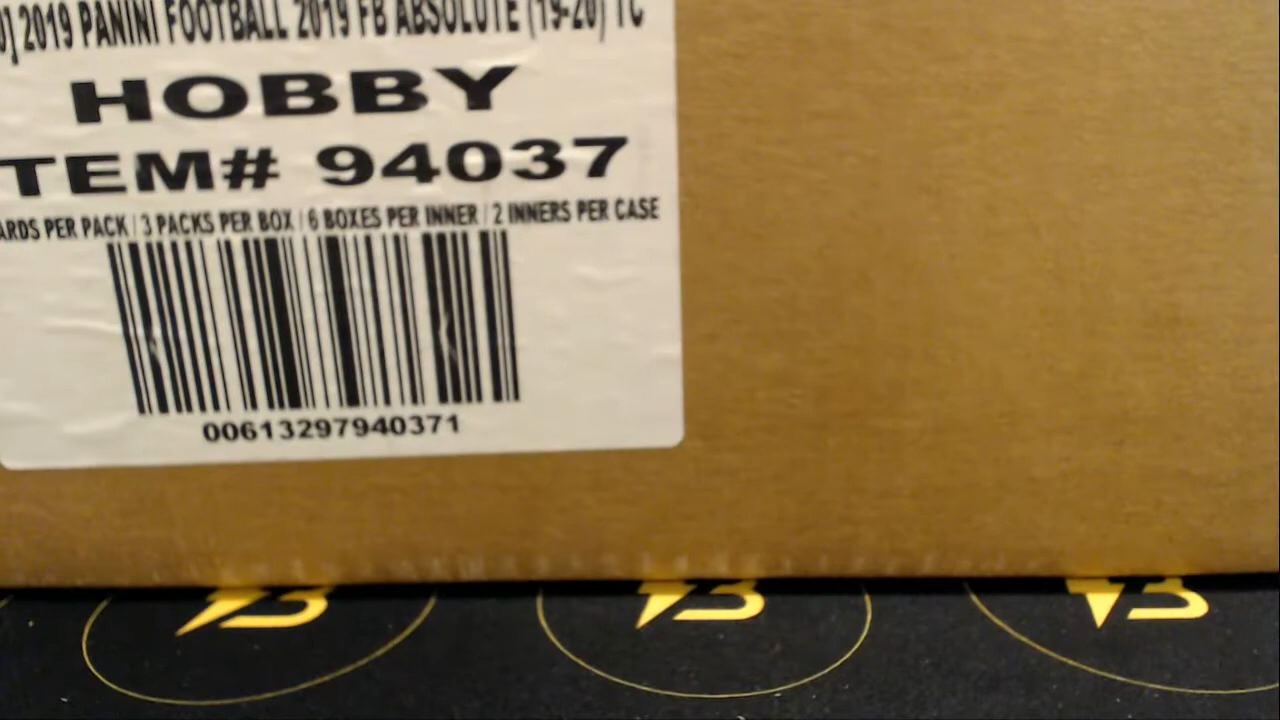 2019 PANINI FOOTBALL 2019 FB ABSOLUTE (19-20) TC
HOBBY
TEM# 94037
ARDS PER PACK / 3 PACKS PER BOX / 6 BOXES PER INNER / 2 INNERS PER CASE
00613297940371